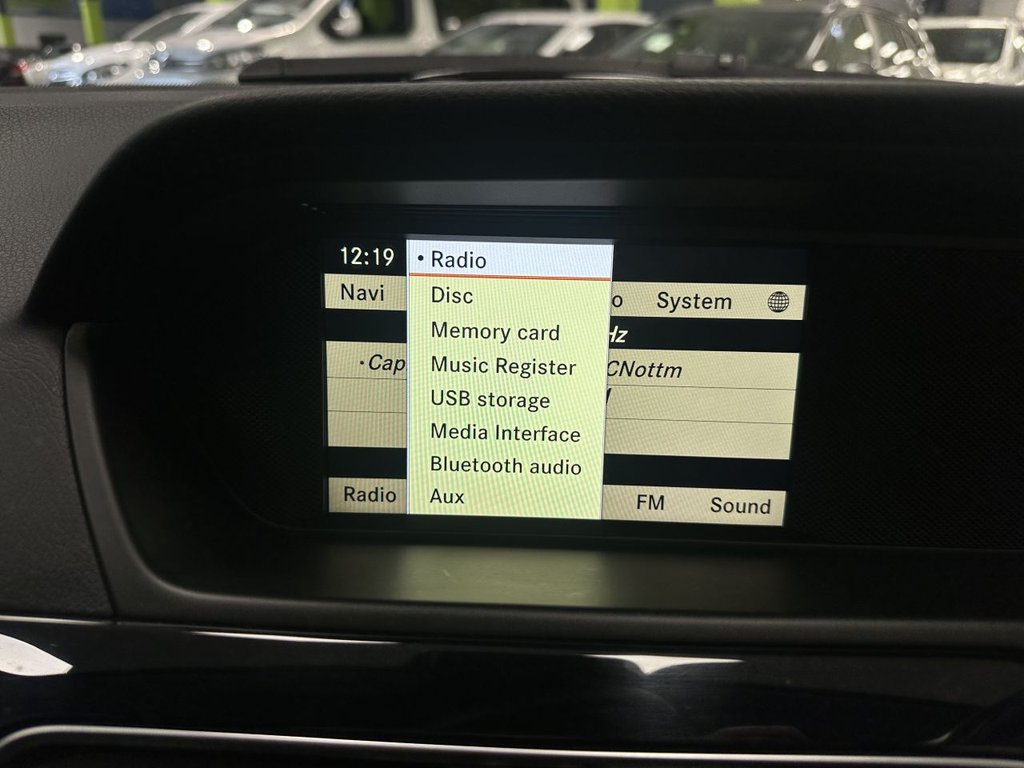 12:19
• Radio
Navi
Disc
o System
Memory card
Hz
• Cap
Music Register
CNottm
USB storage
Media Interface
Bluetooth audio
Radio
Aux
FM Sound